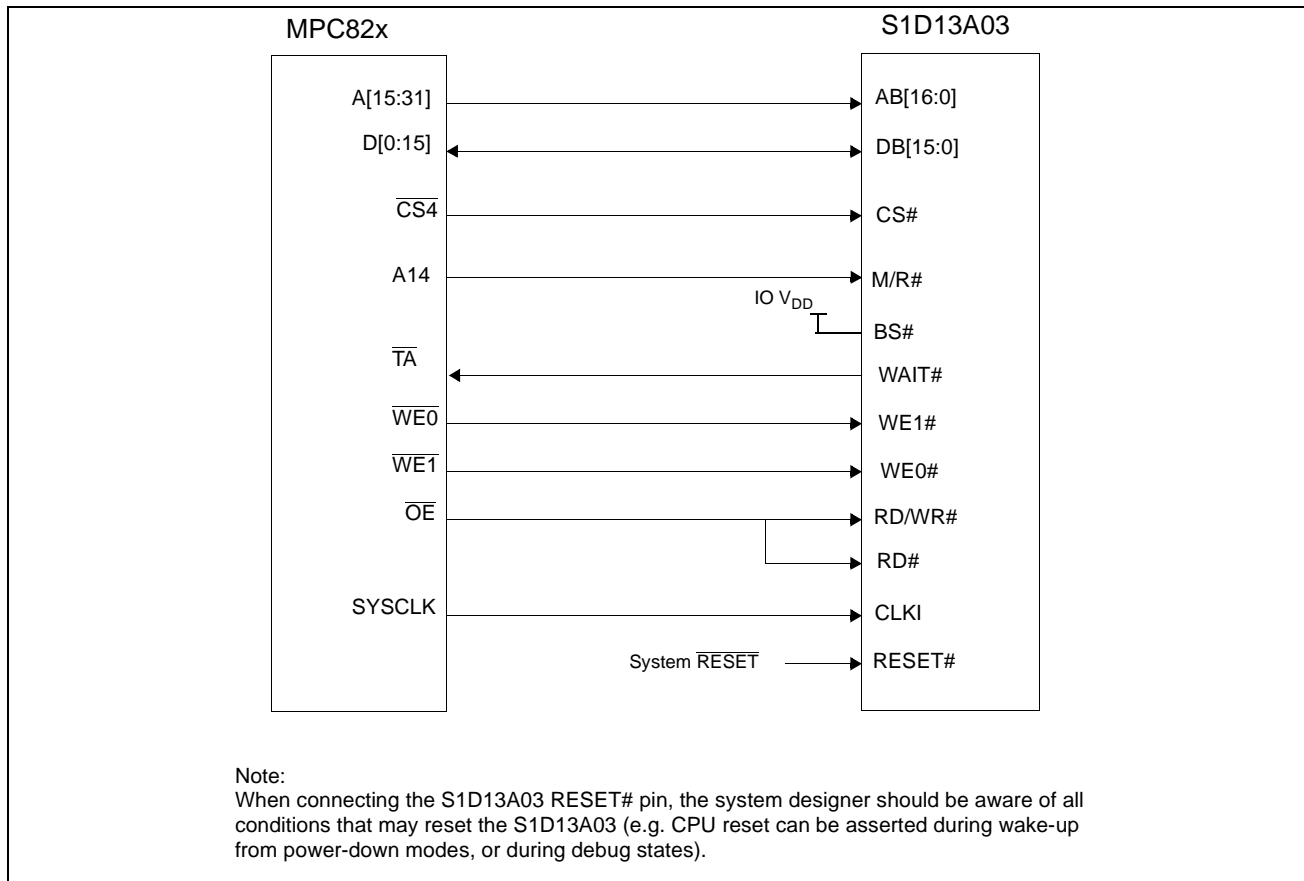 MPC82x S1D13A03
A[15:31] AB[16:0]
D[0:15] DB[15:0]
CS4 CS#
A14 M/R#
IO VDD
BS#
TA WAIT#
WE0 WE1#
WE1 WE0#
OE RD/WR#
RD#
SYSCLK CLKI
System RESET RESET#
Note:
When connecting the S1D13A03 RESET# pin, the system designer should be aware of all
conditions that may reset the S1D13A03 (e.g. CPU reset can be asserted during wake-up
from power-down modes, or during debug states).